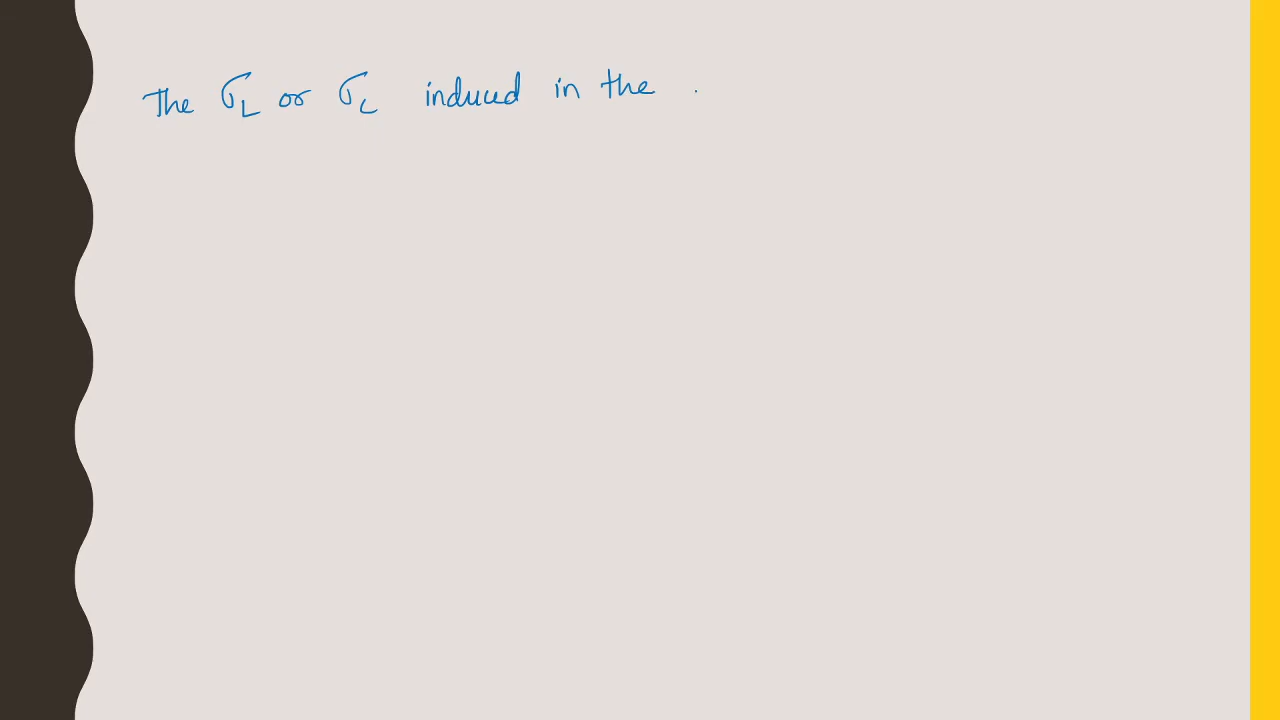 The σL or σc induced in the